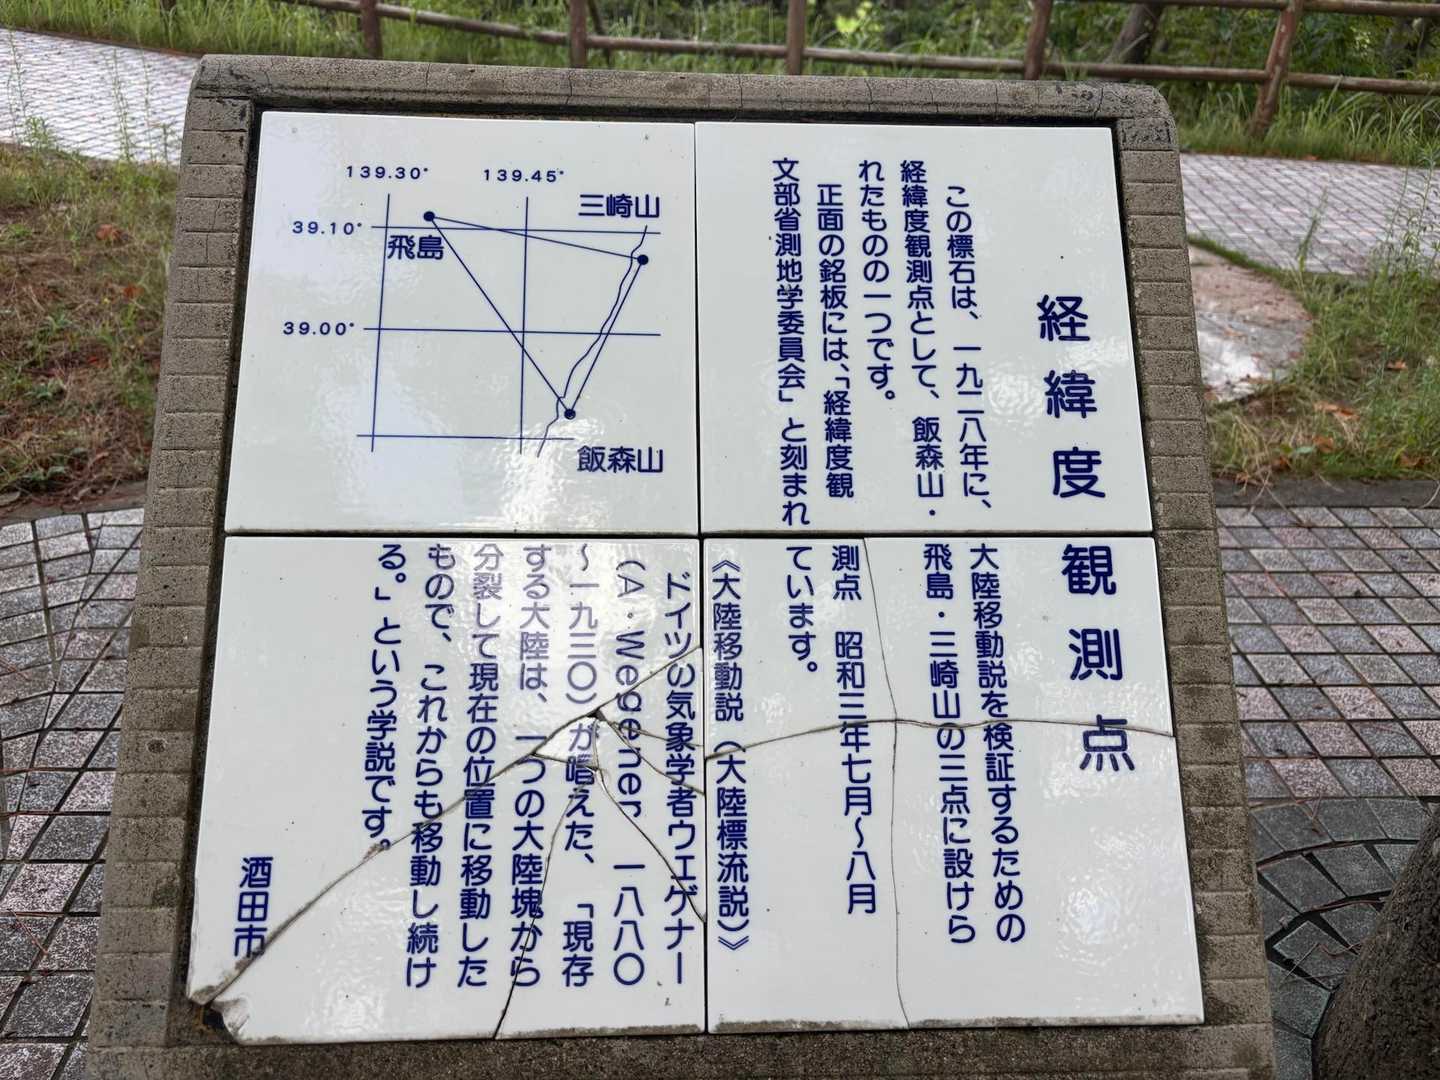 経緯度観測点
この標石は、一九二八年に、大陸移動説を検証するための
経緯度観測点として、飯森山・飛島・三崎山の三点に設けら
れたものの一つです。
正面の銘板には、「経緯度観測点　昭和三年七月〜八月
文部省測地学委員会」と刻まれています。
《大陸移動説（大陸標流説）》
ドイツの気象学者ウエゲナー
（A・Wegener　一八八〇
〜一九三〇）が唱えた、「現存
する大陸は、一つの大陸塊から
分裂して現在の位置に移動した
もので、これからも移動し続け
る。」という学説です。
酒田市
139.30°
139.45°
三崎山
39.10°
飛島
39.00°
飯森山